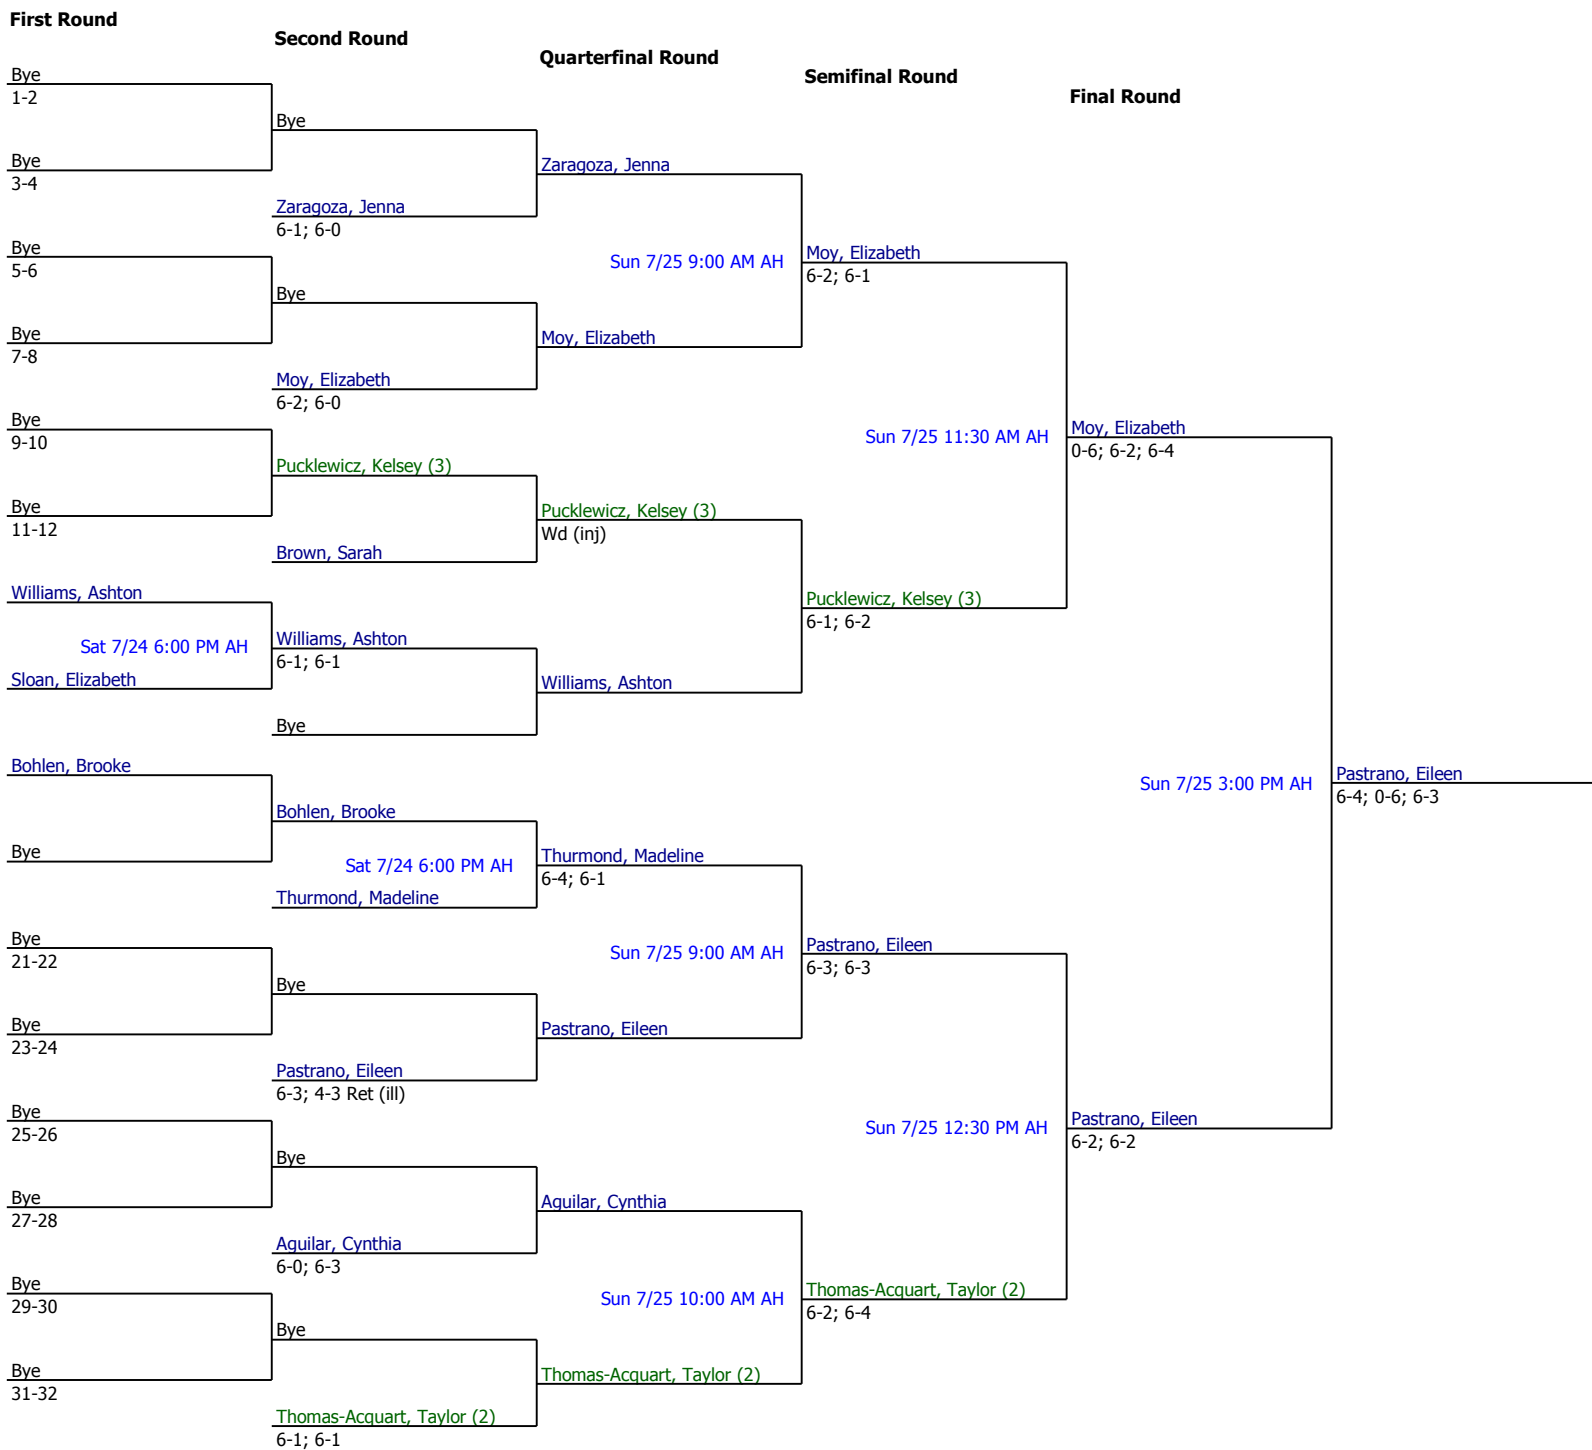 First Round
Second Round
Quarterfinal Round
Semifinal Round
Final Round
Bye
1-2
Bye
Bye
3-4
Zaragoza, Jenna
Zaragoza, Jenna
6-1; 6-0
Bye
5-6
Sun 7/25 9:00 AM AH
Moy, Elizabeth
6-2; 6-1
Bye
Bye
7-8
Moy, Elizabeth
Moy, Elizabeth
6-2; 6-0
Bye
9-10
Sun 7/25 11:30 AM AH
Moy, Elizabeth
0-6; 6-2; 6-4
Pucklewicz, Kelsey (3)
Bye
11-12
Pucklewicz, Kelsey (3)
Wd (inj)
Brown, Sarah
Williams, Ashton
Pucklewicz, Kelsey (3)
6-1; 6-2
Sat 7/24 6:00 PM AH
Williams, Ashton
6-1; 6-1
Sloan, Elizabeth
Williams, Ashton
Bye
Bohlen, Brooke
Sun 7/25 3:00 PM AH
Pastrano, Eileen
6-4; 0-6; 6-3
Bohlen, Brooke
Bye
Sat 7/24 6:00 PM AH
Thurmond, Madeline
6-4; 6-1
Thurmond, Madeline
Bye
21-22
Sun 7/25 9:00 AM AH
Pastrano, Eileen
6-3; 6-3
Bye
Bye
23-24
Pastrano, Eileen
Pastrano, Eileen
6-3; 4-3 Ret (ill)
Bye
25-26
Sun 7/25 12:30 PM AH
Pastrano, Eileen
6-2; 6-2
Bye
Bye
27-28
Aguilar, Cynthia
Aguilar, Cynthia
6-0; 6-3
Bye
29-30
Sun 7/25 10:00 AM AH
Thomas-Acquart, Taylor (2)
6-2; 6-4
Bye
Bye
31-32
Thomas-Acquart, Taylor (2)
Thomas-Acquart, Taylor (2)
6-1; 6-1